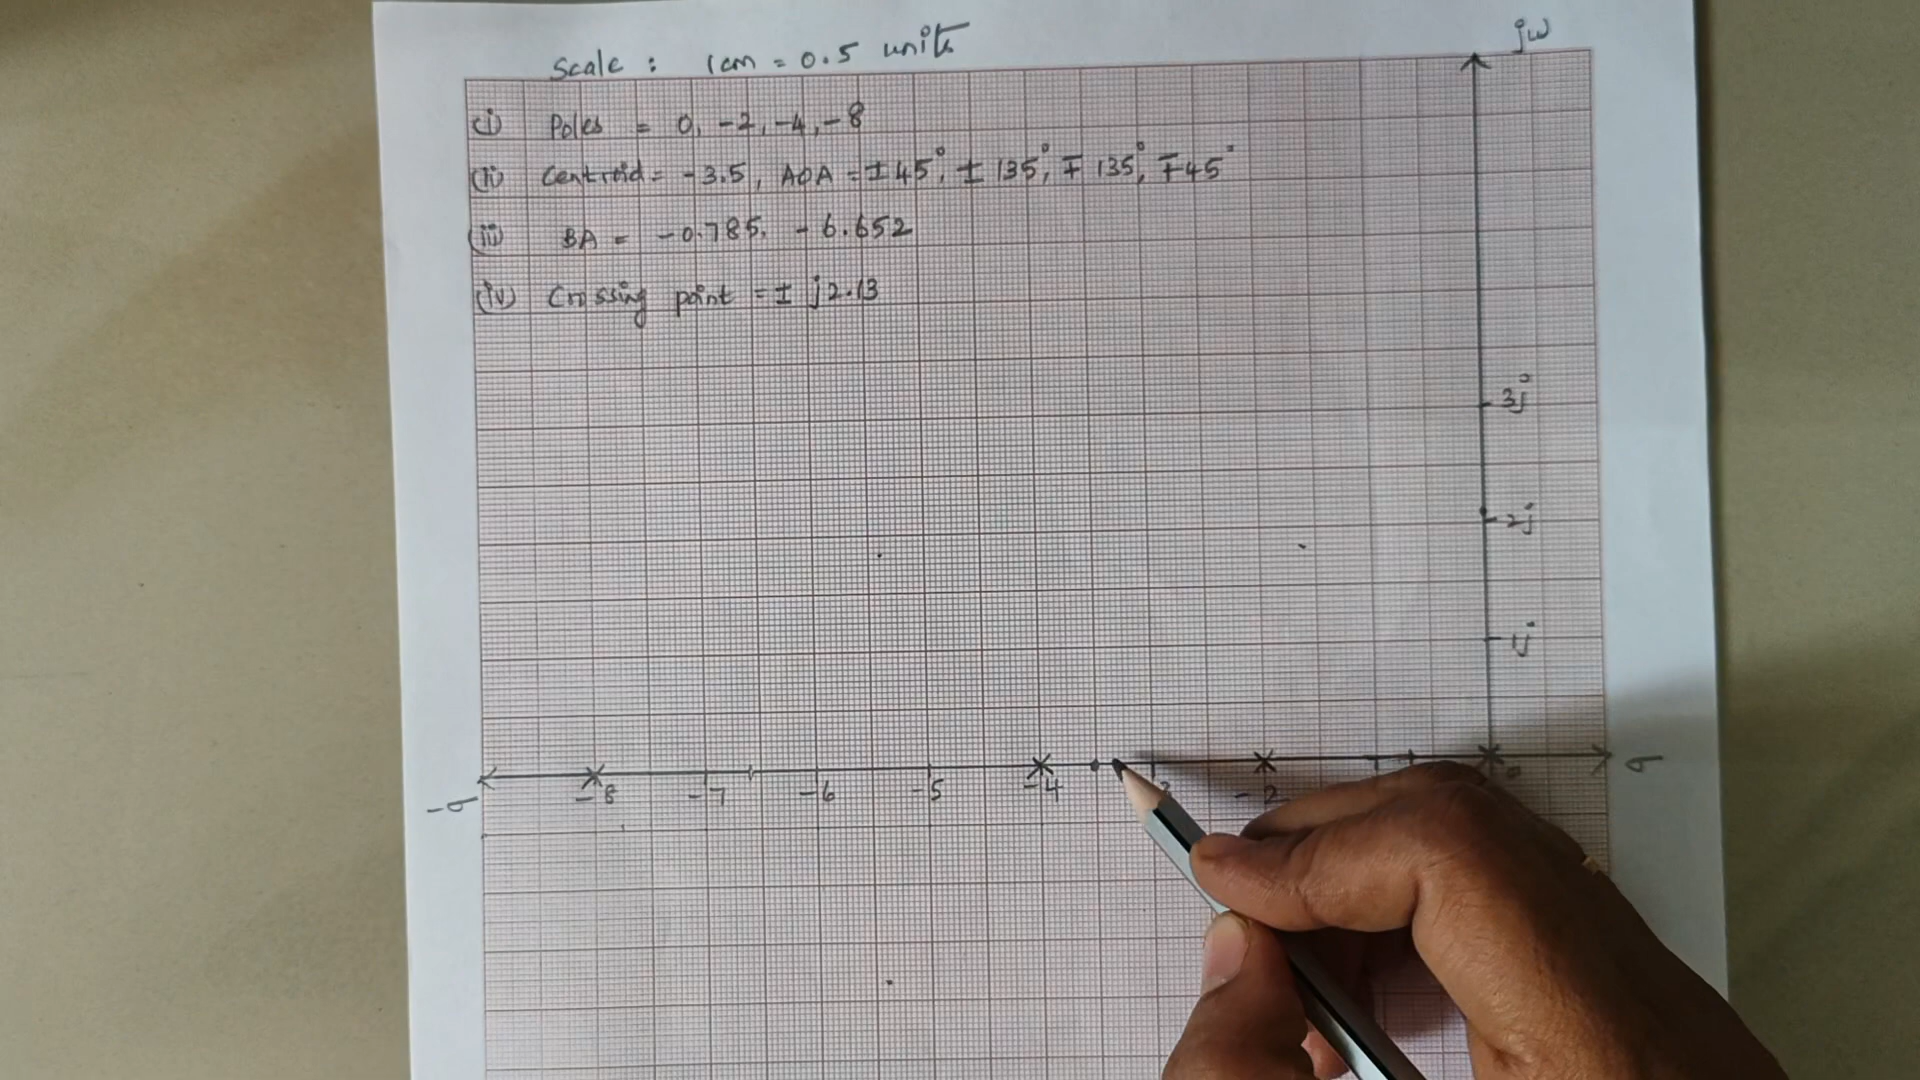 Scale : 1cm = 0.5 unit
jω
(i) Poles = 0, -2, -4, -8
(ii) Centroid = -3.5, AOA = ±45°, ±135°, ∓135°, ∓45°
(iii) BA = -0.785, -6.652
(iv) Crossing point = ± j2.13
3j
2j
1j
-σ -8 -7 -6 -5 -4 -2 0 σ